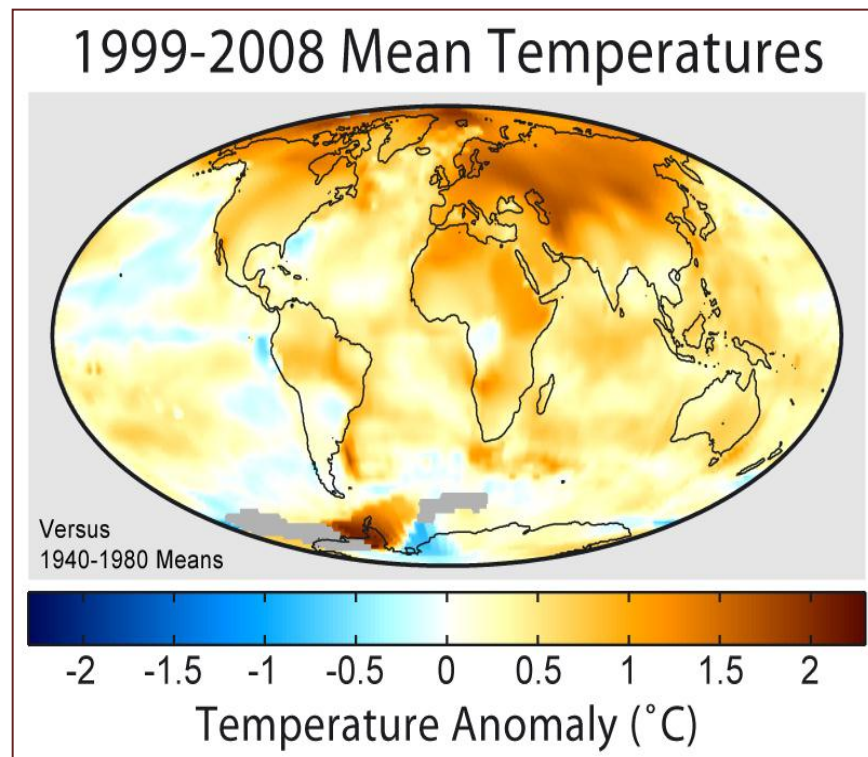 1999-2008 Mean Temperatures
Versus
1940-1980 Means
-2 -1.5 -1 -0.5 0 0.5 1 1.5 2
Temperature Anomaly (˚C)